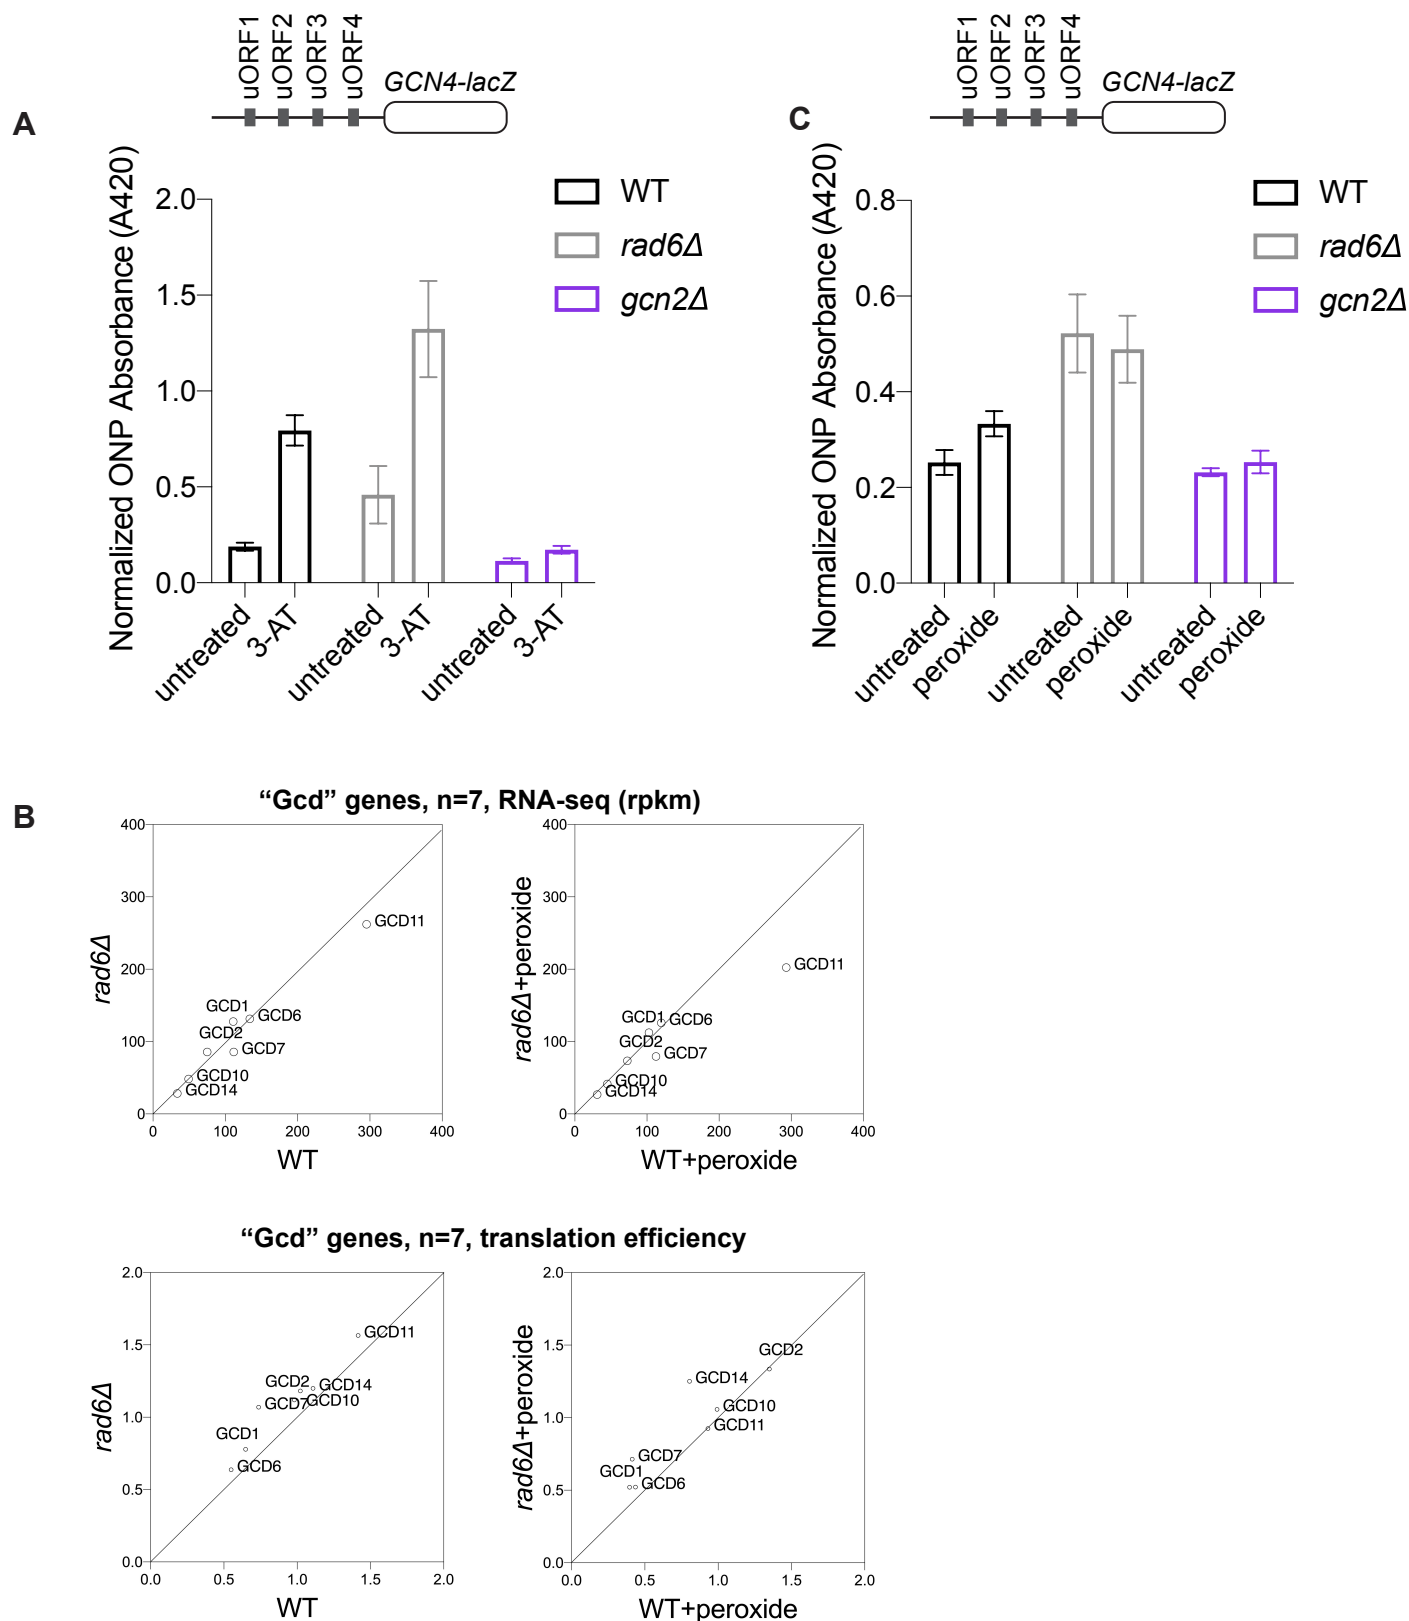 A
uORF1
uORF2
uORF3
uORF4
GCN4-lacZ
Normalized ONP Absorbance (A420)
2.0
1.5
1.0
0.5
0.0
WT
rad6Δ
gcn2Δ
untreated
3-AT
untreated
3-AT
untreated
3-AT
C
uORF1
uORF2
uORF3
uORF4
GCN4-lacZ
Normalized ONP Absorbance (A420)
0.8
0.6
0.4
0.2
0.0
WT
rad6Δ
gcn2Δ
untreated
peroxide
untreated
peroxide
untreated
peroxide
B
“Gcd” genes, n=7, RNA-seq (rpkm)
rad6Δ
400
300
200
100
0
GCD11
GCD1
GCD6
GCD2
GCD7
GCD10
GCD14
0 100 200 300 400
WT
rad6Δ+peroxide
400
300
200
100
0
GCD11
GCD1
GCD6
GCD2
GCD7
GCD10
GCD14
0 100 200 300 400
WT+peroxide
“Gcd” genes, n=7, translation efficiency
rad6Δ
2.0
1.5
1.0
0.5
0.0
GCD11
GCD2
GCD14
GCD7
GCD10
GCD1
GCD6
0.0 0.5 1.0 1.5 2.0
WT
rad6Δ+peroxide
2.0
1.5
1.0
0.5
0.0
GCD2
GCD14
GCD10
GCD11
GCD7
GCD1
GCD6
0.0 0.5 1.0 1.5 2.0
WT+peroxide